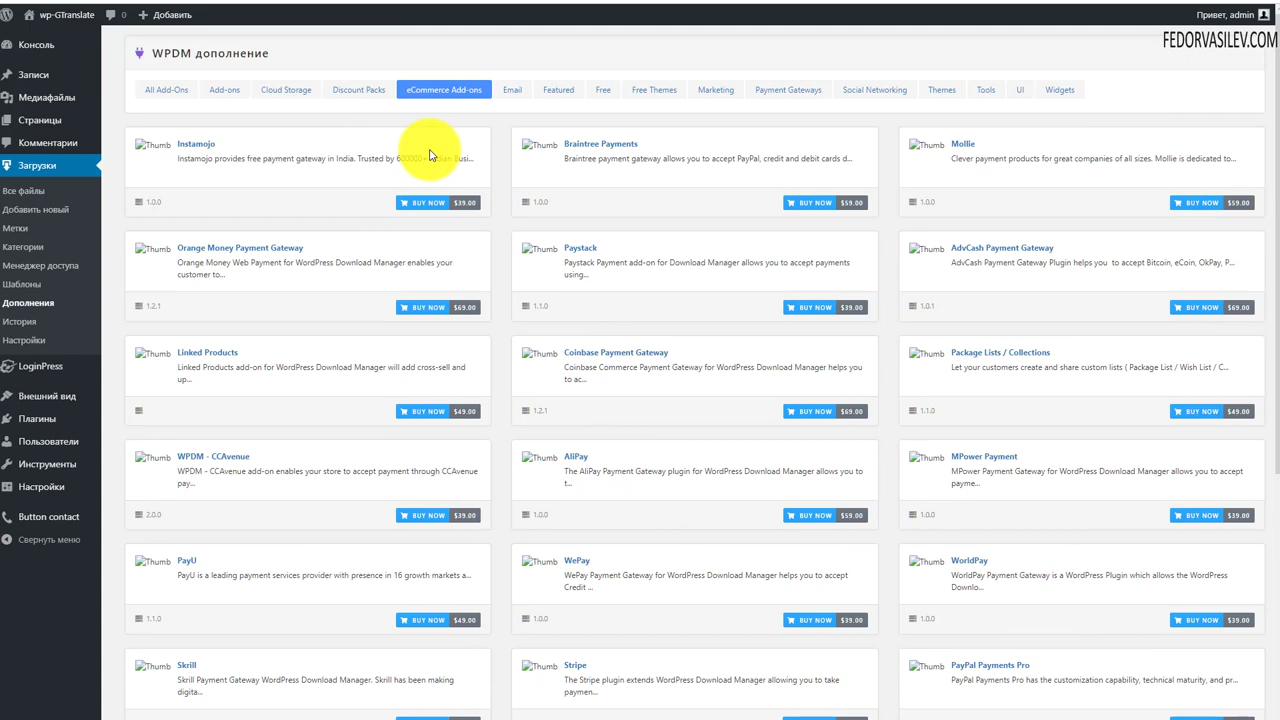 wp-GTranslate 0 Добавить Привет, admin
FEDORVASILEV.COM
Консоль
Записи
Медиафайлы
Страницы
Комментарии
Загрузки
Все файлы
Добавить новый
Метки
Категории
Менеджер доступа
Шаблоны
Дополнения
История
Настройки
LoginPress
Внешний вид
Плагины
Пользователи
Инструменты
Настройки
Button contact
Свернуть меню
WPDM дополнение
All Add-Ons Add-ons Cloud Storage Discount Packs eCommerce Add-ons Email Featured Free Free Themes Marketing Payment Gateways Social Networking Themes Tools UI Widgets
Thumb Instamojo
Instamojo provides free payment gateway in India. Trusted by 600000+ Indian Busi...
1.0.0 BUY NOW $39.00
Thumb Braintree Payments
Braintree payment gateway allows you to accept PayPal, credit and debit cards d...
1.0.0 BUY NOW $59.00
Thumb Mollie
Clever payment products for great companies of all sizes. Mollie is dedicated to...
1.0.0 BUY NOW $59.00
Thumb Orange Money Payment Gateway
Orange Money Web Payment for WordPress Download Manager enables your
customer to...
1.2.1 BUY NOW $69.00
Thumb Paystack
Paystack Payment add-on for Download Manager allows you to accept payments
using...
1.1.0 BUY NOW $39.00
Thumb AdvCash Payment Gateway
AdvCash Payment Gateway Plugin helps you to accept Bitcoin, eCoin, OkPay, P...
1.0.1 BUY NOW $69.00
Thumb Linked Products
Linked Products add-on for WordPress Download Manager will add cross-sell and
up...
BUY NOW $49.00
Thumb Coinbase Payment Gateway
Coinbase Commerce Payment Gateway for WordPress Download Manager helps you
to ac...
1.2.1 BUY NOW $69.00
Thumb Package Lists / Collections
Let your customers create and share custom lists ( Package List / Wish List / C...
1.1.0 BUY NOW $49.00
Thumb WPDM - CCAvenue
WPDM - CCAvenue add-on enables your store to accept payment through CCAvenue
pay...
2.0.0 BUY NOW $39.00
Thumb AliPay
The AliPay Payment Gateway plugin for WordPress Download Manager allows you to
t...
1.0.0 BUY NOW $59.00
Thumb MPower Payment
MPower Payment Gateway for WordPress Download Manager allows you to accept
payme...
1.0.0 BUY NOW $39.00
Thumb PayU
PayU is a leading payment services provider with presence in 16 growth markets a...
1.1.0 BUY NOW $49.00
Thumb WePay
WePay Payment Gateway for WordPress Download Manager helps you to accept
Credit ...
1.0.0 BUY NOW $39.00
Thumb WorldPay
WorldPay Payment Gateway is a WordPress Plugin which allows the WordPress
Downlo...
1.0.0 BUY NOW $39.00
Thumb Skrill
Skrill Payment Gateway WordPress Download Manager. Skrill has been making
digita...
Thumb Stripe
The Stripe plugin extends WordPress Download Manager allowing you to take
paymen...
Thumb PayPal Payments Pro
PayPal Payments Pro has the customization capability, technical maturity, and pr...